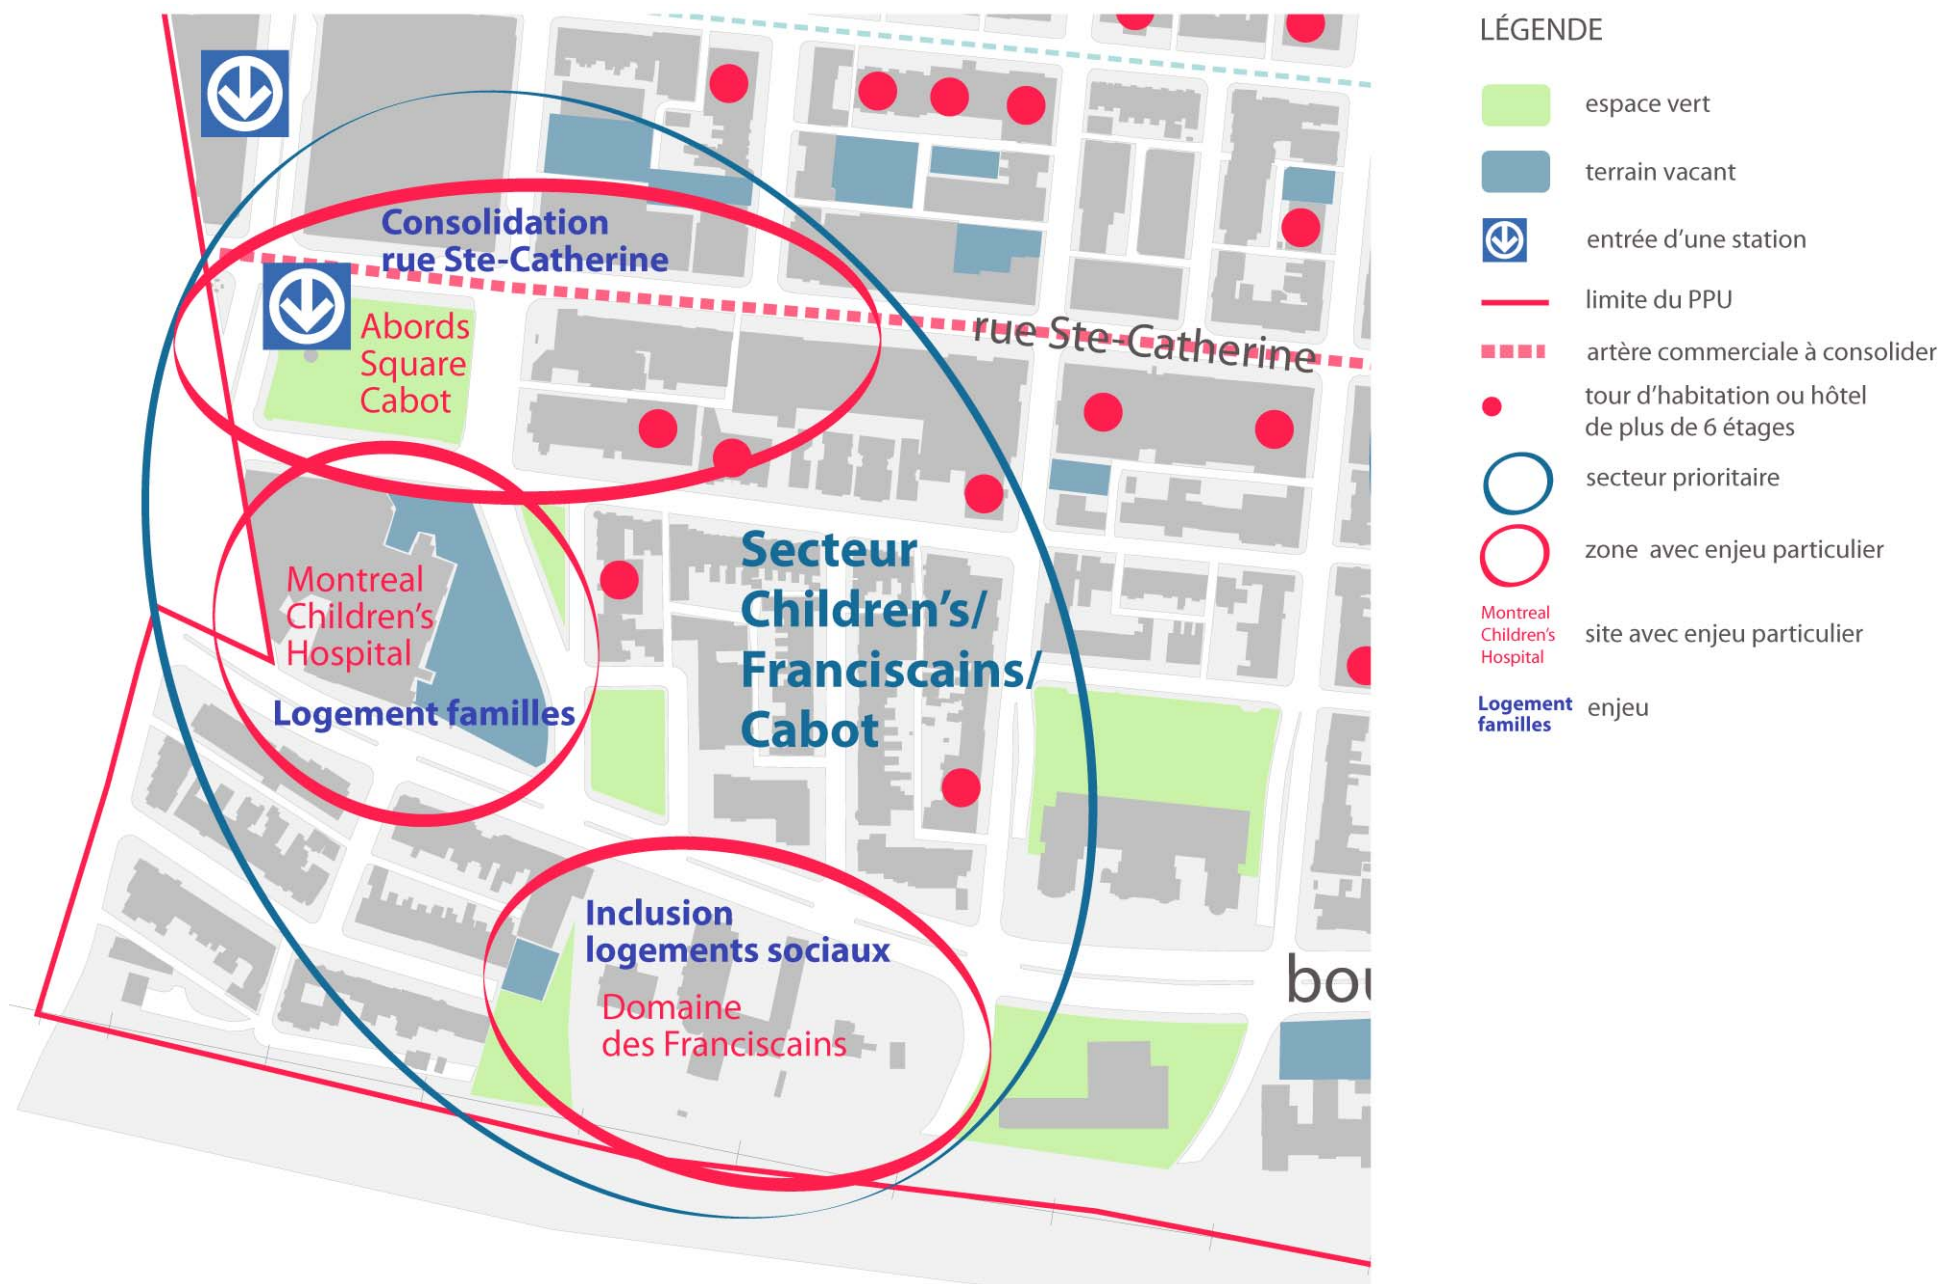 Consolidation
rue Ste-Catherine
Abords
Square
Cabot
rue Ste-Catherine
Montreal
Children's
Hospital
Logement familles
Secteur
Children's/
Franciscains/
Cabot
Inclusion
logements sociaux
Domaine
des Franciscains
LÉGENDE
espace vert
terrain vacant
entrée d'une station
limite du PPU
artère commerciale à consolider
tour d'habitation ou hôtel
de plus de 6 étages
secteur prioritaire
zone avec enjeu particulier
Montreal
Children's
Hospital
site avec enjeu particulier
Logement
familles
enjeu